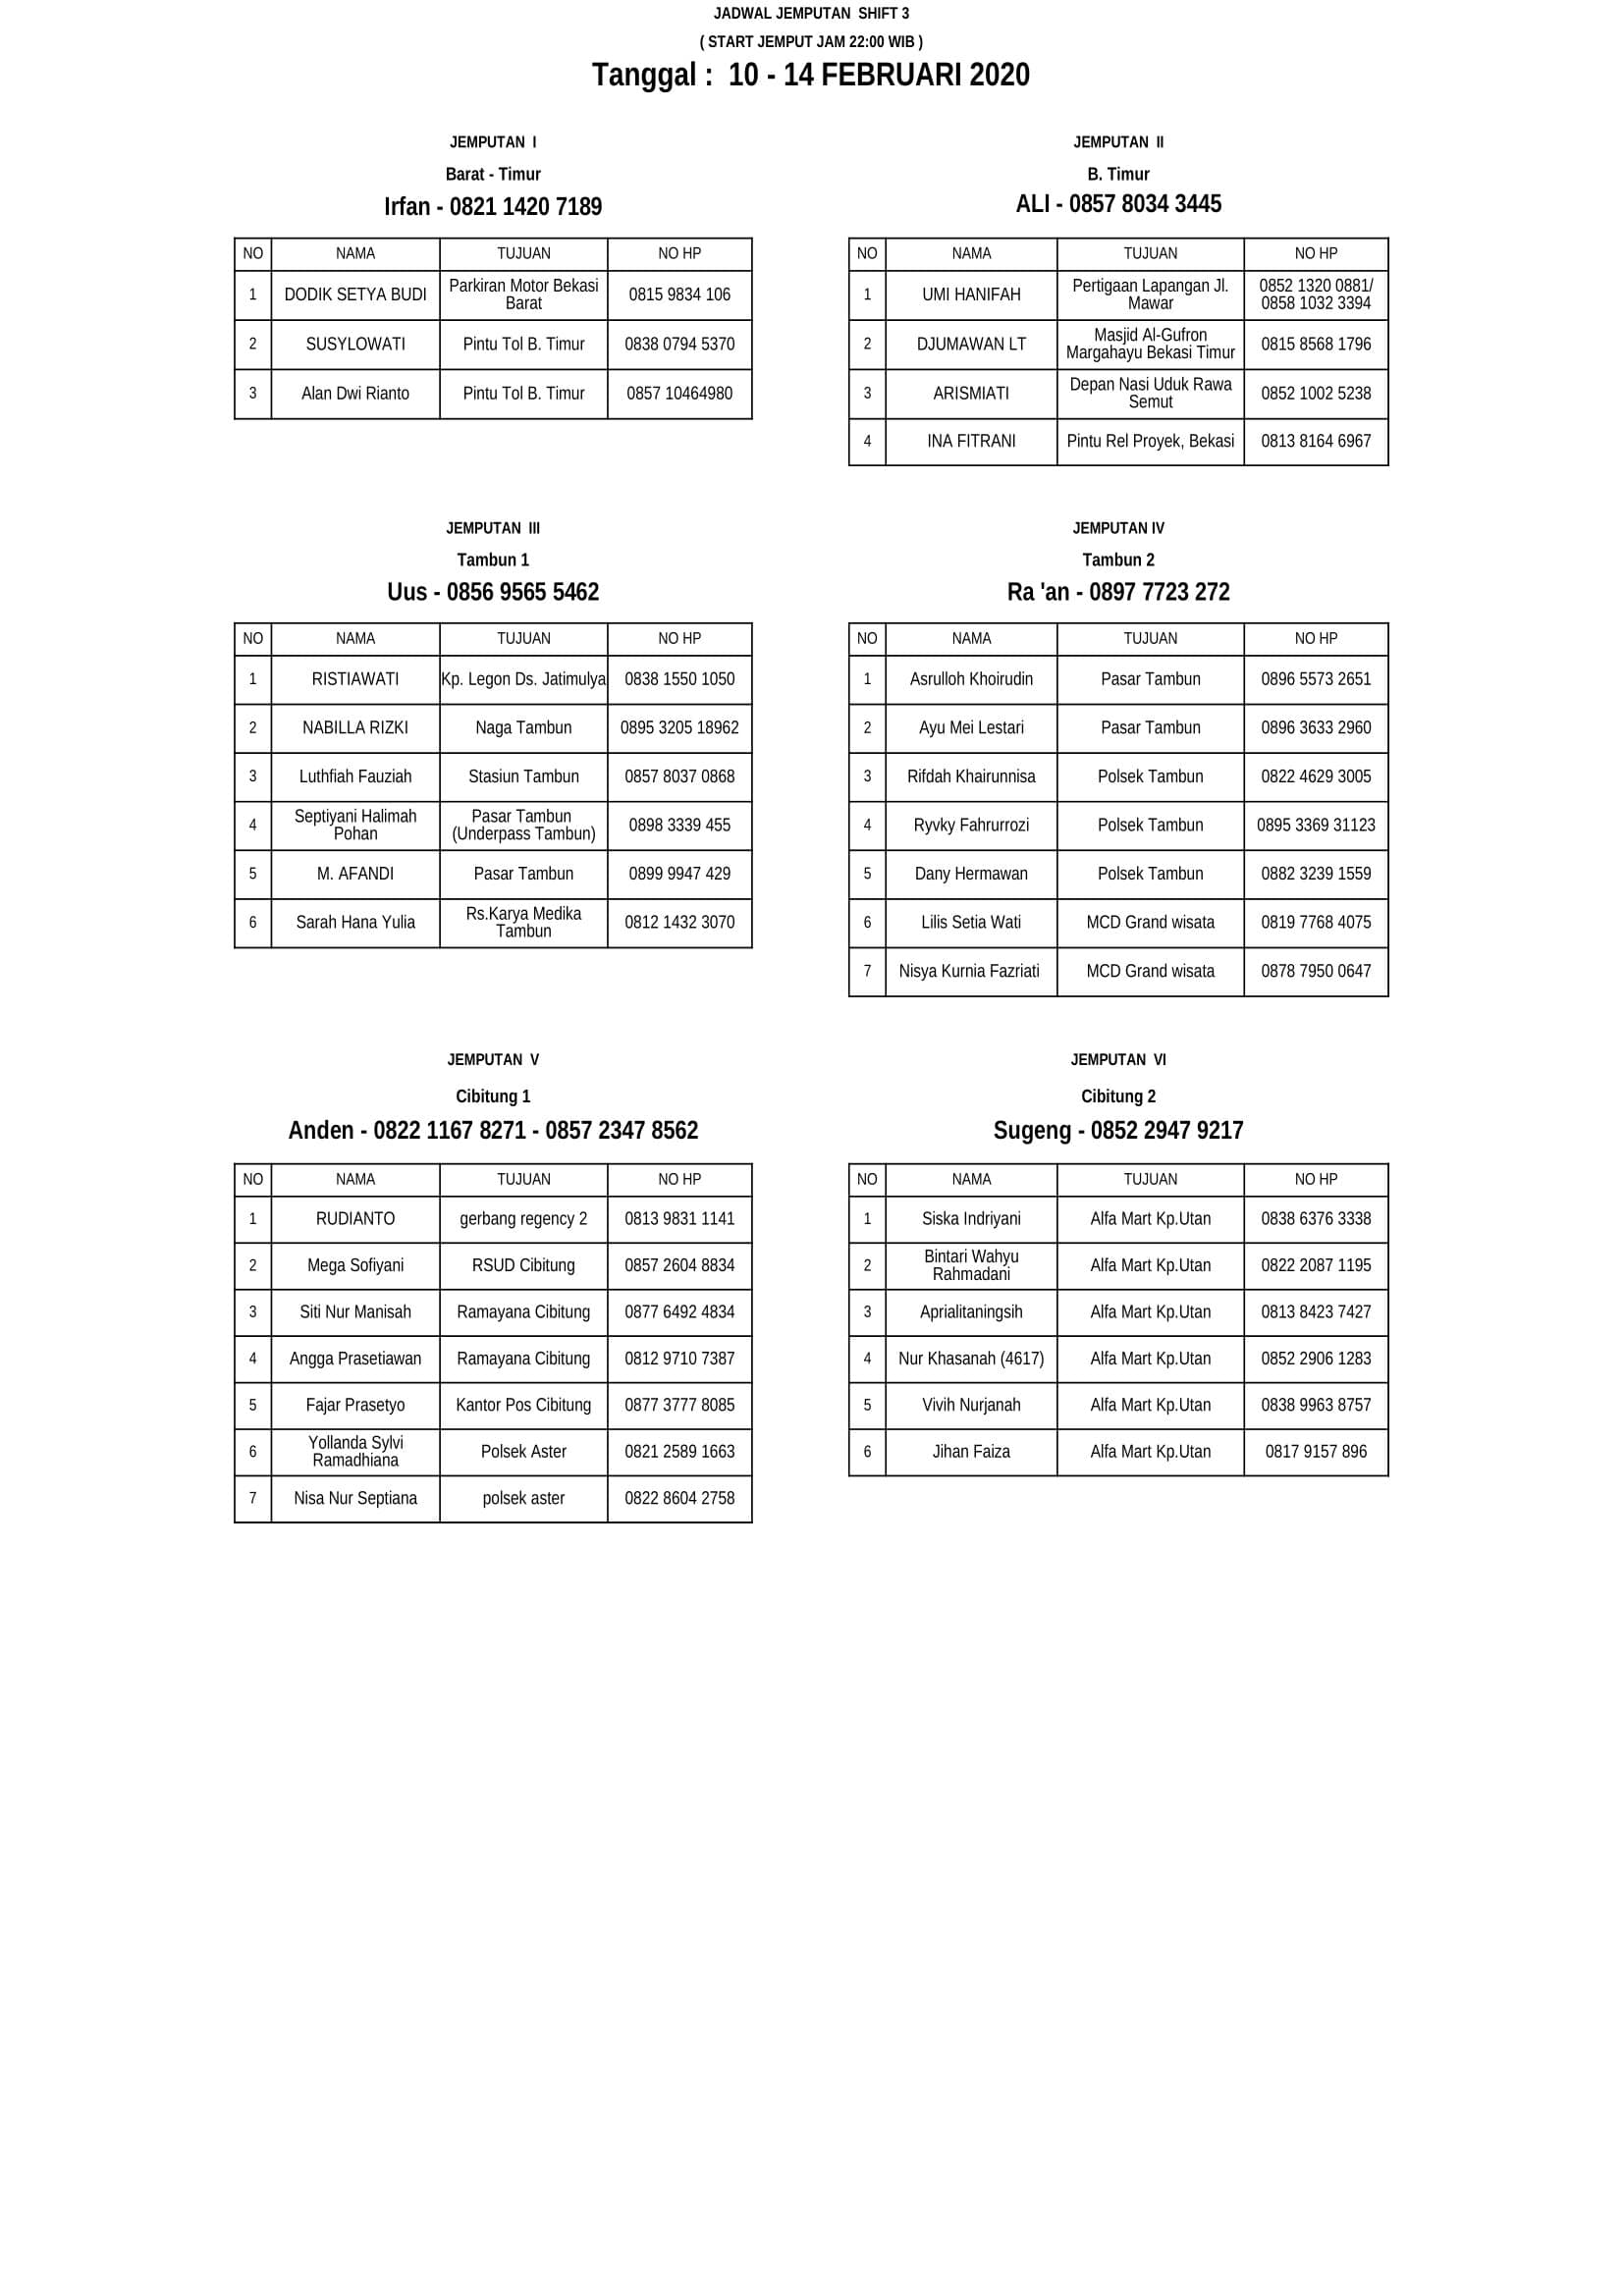 JADWAL JEMPUTAN  SHIFT 3
( START JEMPUT JAM 22:00 WIB )
Tanggal :  10 - 14 FEBRUARI 2020
JEMPUTAN  I
Barat - Timur
Irfan - 0821 1420 7189
NO NAMA TUJUAN NO HP
1 DODIK SETYA BUDI Parkiran Motor Bekasi Barat 0815 9834 106
2 SUSYLOWATI Pintu Tol B. Timur 0838 0794 5370
3 Alan Dwi Rianto Pintu Tol B. Timur 0857 10464980
JEMPUTAN  II
B. Timur
ALI - 0857 8034 3445
NO NAMA TUJUAN NO HP
1 UMI HANIFAH Pertigaan Lapangan Jl. Mawar 0852 1320 0881/ 0858 1032 3394
2 DJUMAWAN LT Masjid Al-Gufron Margahayu Bekasi Timur 0815 8568 1796
3 ARISMIATI Depan Nasi Uduk Rawa Semut 0852 1002 5238
4 INA FITRANI Pintu Rel Proyek, Bekasi 0813 8164 6967
JEMPUTAN  III
Tambun 1
Uus - 0856 9565 5462
NO NAMA TUJUAN NO HP
1 RISTIAWATI Kp. Legon Ds. Jatimulya 0838 1550 1050
2 NABILLA RIZKI Naga Tambun 0895 3205 18962
3 Luthfiah Fauziah Stasiun Tambun 0857 8037 0868
4 Septiyani Halimah Pohan Pasar Tambun (Underpass Tambun) 0898 3339 455
5 M. AFANDI Pasar Tambun 0899 9947 429
6 Sarah Hana Yulia Rs.Karya Medika Tambun 0812 1432 3070
JEMPUTAN IV
Tambun 2
Ra 'an - 0897 7723 272
NO NAMA TUJUAN NO HP
1 Asrulloh Khoirudin Pasar Tambun 0896 5573 2651
2 Ayu Mei Lestari Pasar Tambun 0896 3633 2960
3 Rifdah Khairunnisa Polsek Tambun 0822 4629 3005
4 Ryvky Fahrurrozi Polsek Tambun 0895 3369 31123
5 Dany Hermawan Polsek Tambun 0882 3239 1559
6 Lilis Setia Wati MCD Grand wisata 0819 7768 4075
7 Nisya Kurnia Fazriati MCD Grand wisata 0878 7950 0647
JEMPUTAN  V
Cibitung 1
Anden - 0822 1167 8271 - 0857 2347 8562
NO NAMA TUJUAN NO HP
1 RUDIANTO gerbang regency 2 0813 9831 1141
2 Mega Sofiyani RSUD Cibitung 0857 2604 8834
3 Siti Nur Manisah Ramayana Cibitung 0877 6492 4834
4 Angga Prasetiawan Ramayana Cibitung 0812 9710 7387
5 Fajar Prasetyo Kantor Pos Cibitung 0877 3777 8085
6 Yollanda Sylvi Ramadhiana Polsek Aster 0821 2589 1663
7 Nisa Nur Septiana polsek aster 0822 8604 2758
JEMPUTAN  VI
Cibitung 2
Sugeng - 0852 2947 9217
NO NAMA TUJUAN NO HP
1 Siska Indriyani Alfa Mart Kp.Utan 0838 6376 3338
2 Bintari Wahyu Rahmadani Alfa Mart Kp.Utan 0822 2087 1195
3 Aprialitaningsih Alfa Mart Kp.Utan 0813 8423 7427
4 Nur Khasanah (4617) Alfa Mart Kp.Utan 0852 2906 1283
5 Vivih Nurjanah Alfa Mart Kp.Utan 0838 9963 8757
6 Jihan Faiza Alfa Mart Kp.Utan 0817 9157 896